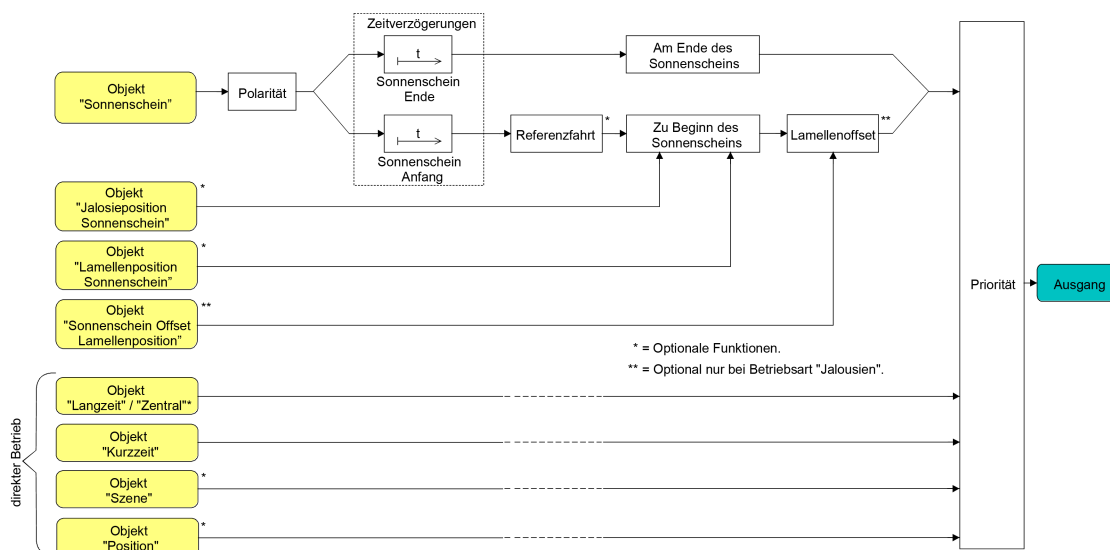 Zeitverzögerungen
t
Sonnenschein
Ende
Am Ende des
Sonnenscheins
Objekt
"Sonnenschein"
Polarität
t
Sonnenschein
Anfang
Referenzfahrt
*
Zu Beginn des
Sonnenscheins
Lamellenoffset
**
Objekt
"Jalosieposition
Sonnenschein"
*
Objekt
"Lamellenposition
Sonnenschein"
*
Objekt
"Sonnenschein Offset
Lamellenposition"
**
Priorität
Ausgang
* = Optionale Funktionen.
** = Optional nur bei Betriebsart "Jalousien".
direkter Betrieb
Objekt
"Langzeit" / "Zentral"*
Objekt
"Kurzzeit"
Objekt
"Szene"
*
Objekt
"Position"
*